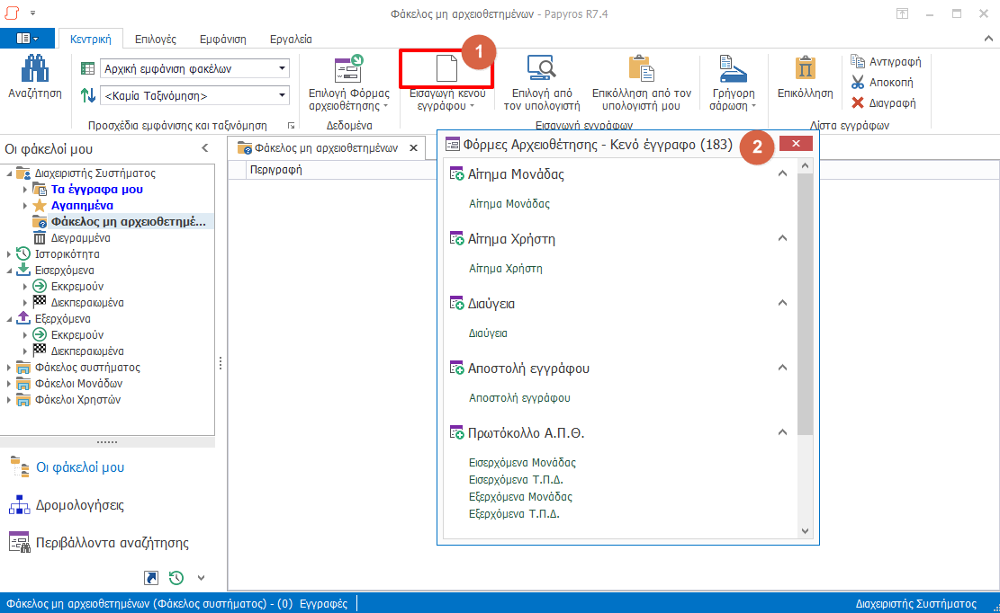 Φάκελος μη αρχειοθετημένων - Papyros R7.4
Κεντρική Επιλογές Εμφάνιση Εργαλεία
Αναζήτηση
Αρχική εμφάνιση φακέλων
<Καμία Ταξινόμηση>
Προσχέδια εμφάνισης και ταξινόμηση
Επιλογή Φόρμας
αρχειοθέτησης
Δεδομένα
1
Εισαγωγή κενού
εγγράφου
Επιλογή από
τον υπολογιστή
Επικόλληση από τον
υπολογιστή μου
Γρήγορη
σάρωση
Εισαγωγή εγγράφων
Επικόλληση
Αντιγραφή
Αποκοπή
Διαγραφή
Λίστα εγγράφων
Οι φάκελοί μου
Διαχειριστής Συστήματος
Τα έγγραφα μου
Αγαπημένα
Φάκελος μη αρχειοθετημέ...
Διεγραμμένα
Ιστορικότητα
Εισερχόμενα
Εκκρεμούν
Διεκπεραιωμένα
Εξερχόμενα
Εκκρεμούν
Διεκπεραιωμένα
Φάκελος συστήματος
Φάκελοι Μονάδων
Φάκελοι Χρηστών
Οι φάκελοί μου
Δρομολογήσεις
Περιβάλλοντα αναζήτησης
Φάκελος μη αρχειοθετημένων
Περιγραφή
Φόρμες Αρχειοθέτησης - Κενό έγγραφο (183)
2
Αίτημα Μονάδας
Αίτημα Μονάδας
Αίτημα Χρήστη
Αίτημα Χρήστη
Διαύγεια
Διαύγεια
Αποστολή εγγράφου
Αποστολή εγγράφου
Πρωτόκολλο Α.Π.Θ.
Εισερχόμενα Μονάδας
Εισερχόμενα Τ.Π.Δ.
Εξερχόμενα Μονάδας
Εξερχόμενα Τ.Π.Δ.
Φάκελος μη αρχειοθετημένων (Φάκελος συστήματος) - (0) Εγγραφές
Διαχειριστής Συστήματος